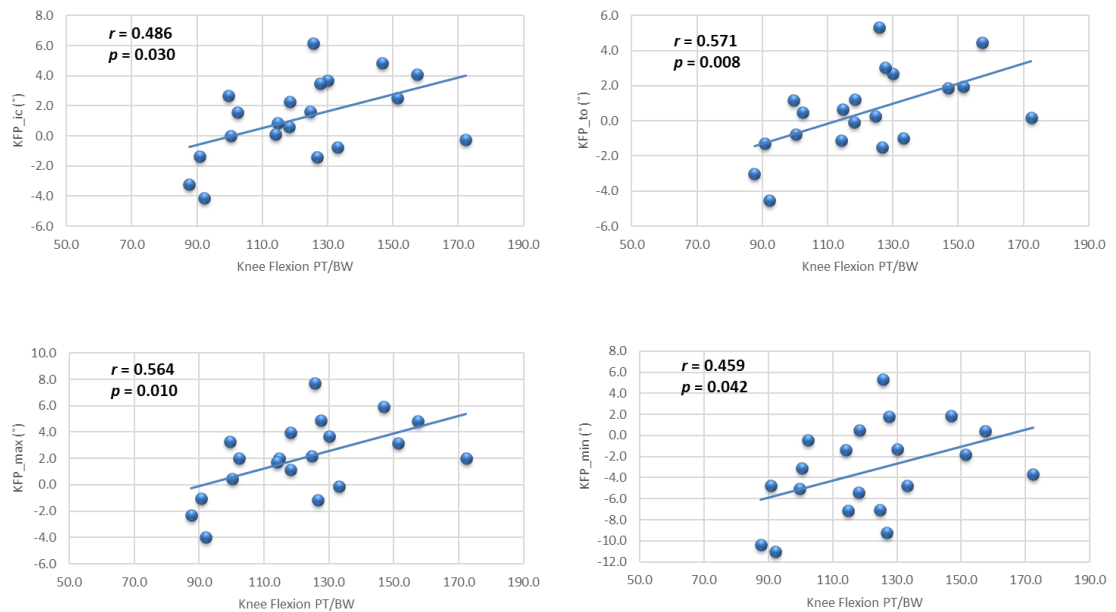 8.0
r = 0.486
p = 0.030
6.0
4.0
2.0
0.0
-2.0
-4.0
-6.0
KFP_ic (°)
50.0 70.0 90.0 110.0 130.0 150.0 170.0 190.0
Knee Flexion PT/BW
6.0
r = 0.571
p = 0.008
4.0
2.0
0.0
-2.0
-4.0
-6.0
KFP_to (°)
50.0 70.0 90.0 110.0 130.0 150.0 170.0 190.0
Knee Flexion PT/BW
10.0
r = 0.564
p = 0.010
8.0
6.0
4.0
2.0
0.0
-2.0
-4.0
-6.0
KFP_max (°)
50.0 70.0 90.0 110.0 130.0 150.0 170.0 190.0
Knee Flexion PT/BW
8.0
r = 0.459
p = 0.042
6.0
4.0
2.0
0.0
-2.0
-4.0
-6.0
-8.0
-10.0
-12.0
KFP_min (°)
50.0 70.0 90.0 110.0 130.0 150.0 170.0 190.0
Knee Flexion PT/BW